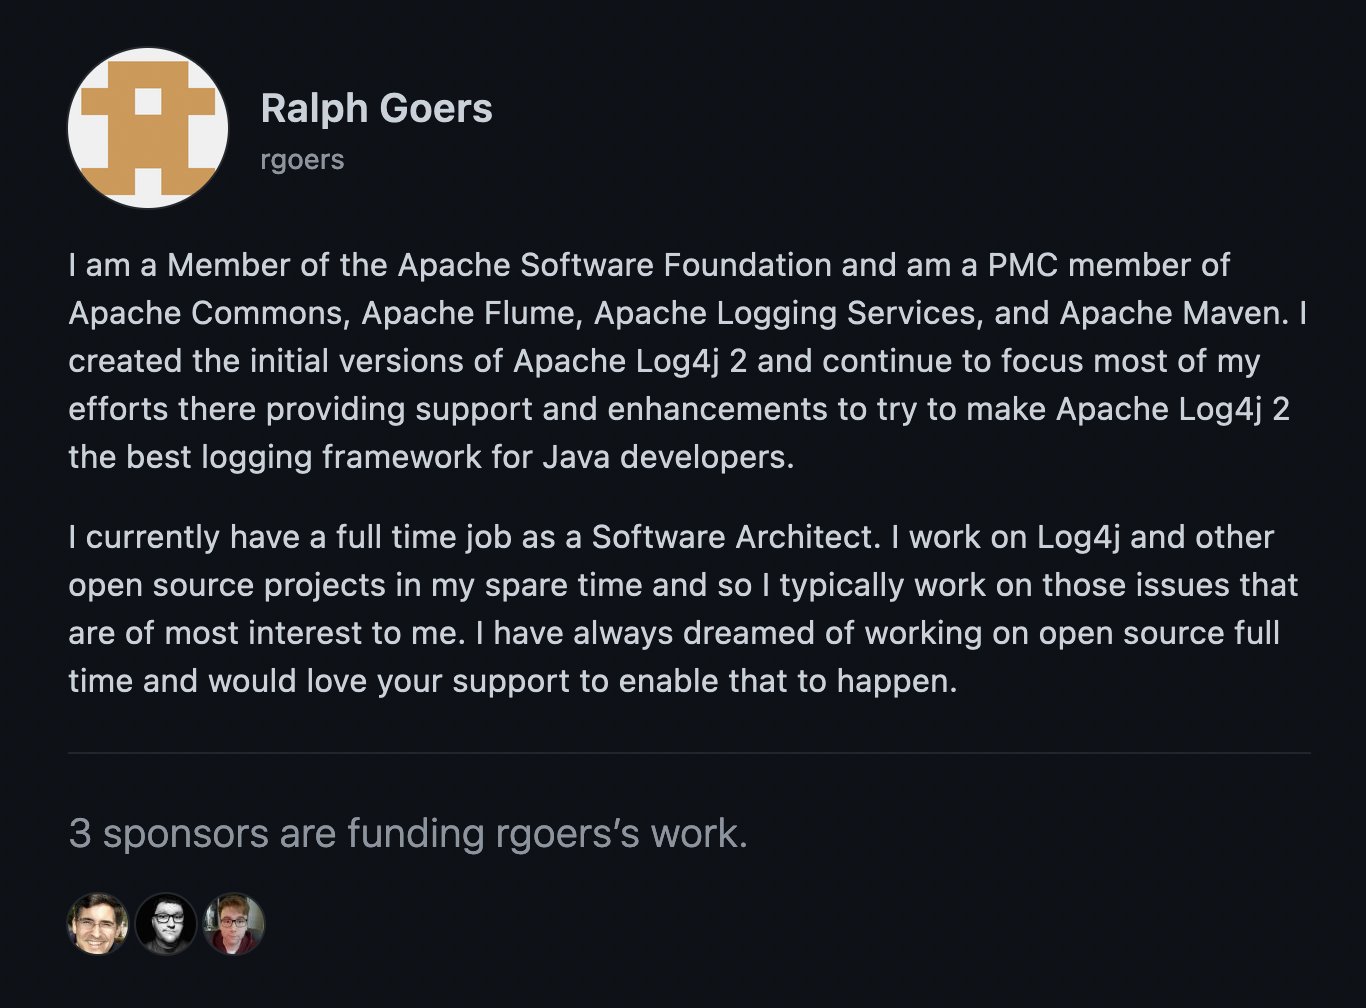 Ralph Goers
rgoers
I am a Member of the Apache Software Foundation and am a PMC member of
Apache Commons, Apache Flume, Apache Logging Services, and Apache Maven. I
created the initial versions of Apache Log4j 2 and continue to focus most of my
efforts there providing support and enhancements to try to make Apache Log4j 2
the best logging framework for Java developers.
I currently have a full time job as a Software Architect. I work on Log4j and other
open source projects in my spare time and so I typically work on those issues that
are of most interest to me. I have always dreamed of working on open source full
time and would love your support to enable that to happen.
3 sponsors are funding rgoers’s work.